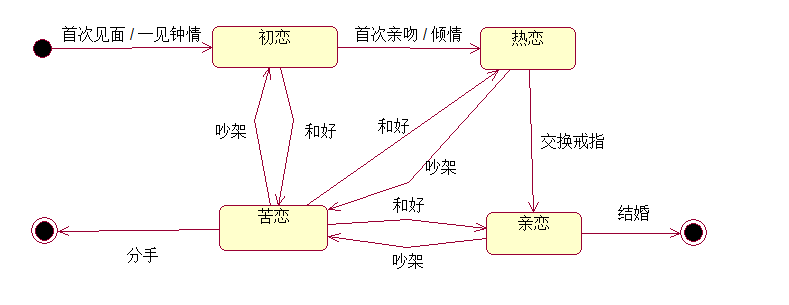 首次见面 / 一见钟情
初恋
首次亲吻 / 倾情
热恋
吵架
和好
和好
吵架
交换戒指
苦恋
和好
亲恋
结婚
分手
吵架